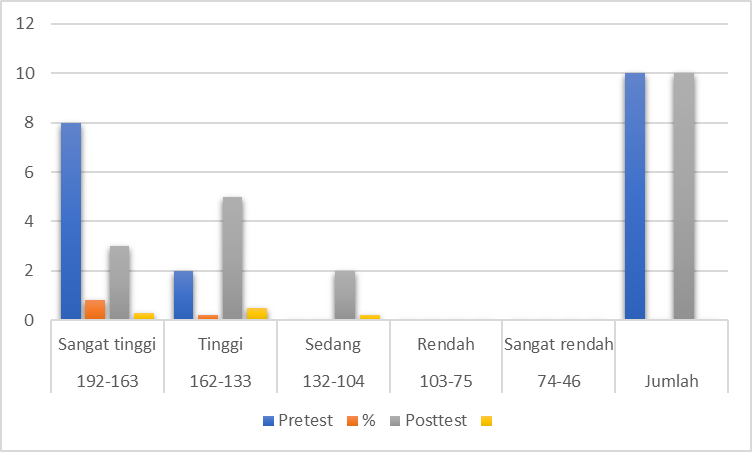 12
10
8
6
4
2
0
Sangat tinggi Tinggi Sedang Rendah Sangat rendah
192-163 162-133 132-104 103-75 74-46 Jumlah
Pretest % Posttest